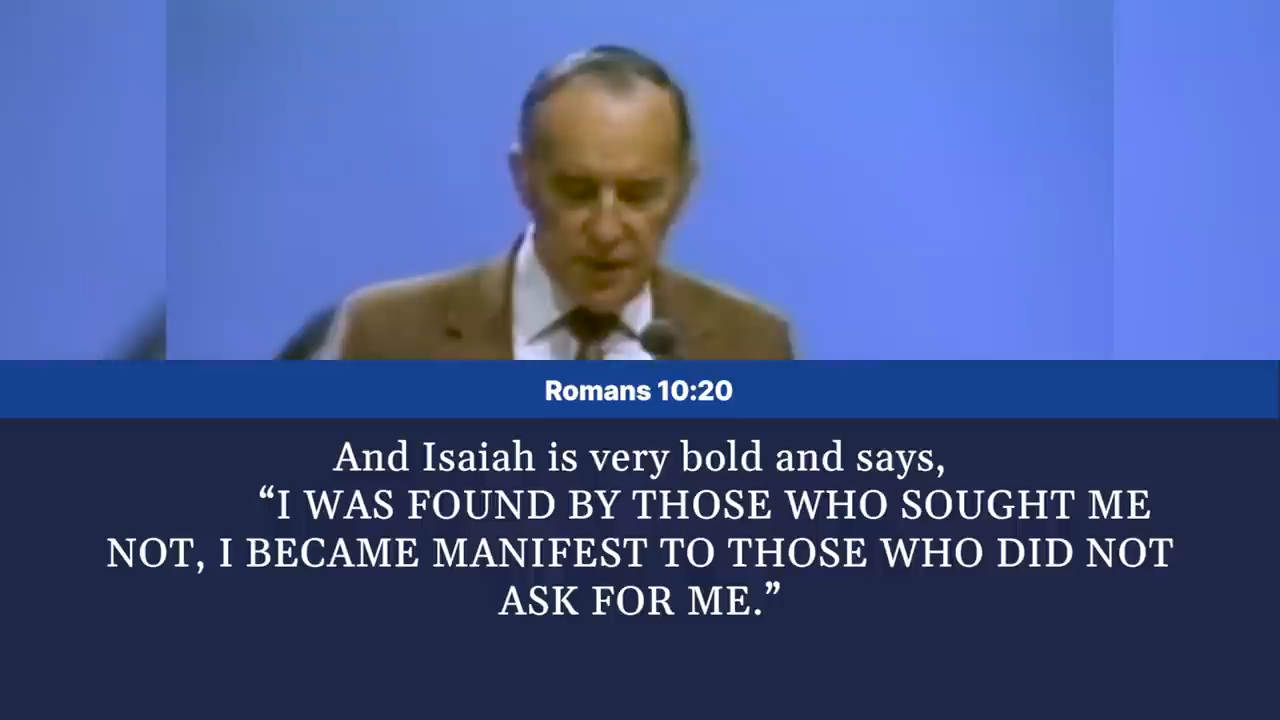 Romans 10:20
And Isaiah is very bold and says,
“I WAS FOUND BY THOSE WHO SOUGHT ME
NOT, I BECAME MANIFEST TO THOSE WHO DID NOT
ASK FOR ME.”